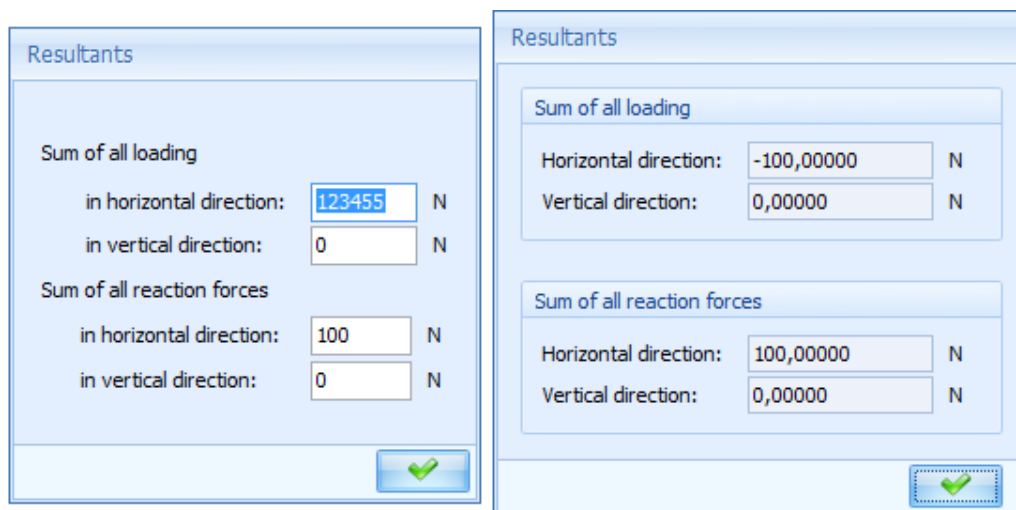 Resultants
Sum of all loading
in horizontal direction: 123455 N
in vertical direction: 0 N
Sum of all reaction forces
in horizontal direction: 100 N
in vertical direction: 0 N
Resultants
Sum of all loading
Horizontal direction: -100,00000 N
Vertical direction: 0,00000 N
Sum of all reaction forces
Horizontal direction: 100,00000 N
Vertical direction: 0,00000 N